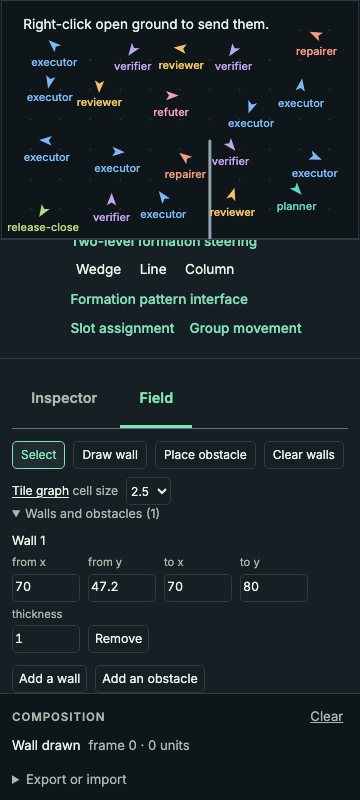 Right-click open ground to send them.
repairer
executor
verifier
reviewer
verifier
executor
reviewer
refuter
executor
executor
executor
executor
repairer
verifier
executor
release-close
verifier
executor
reviewer
planner
Two-level formation steering
Wedge Line Column
Formation pattern interface
Slot assignment Group movement
Inspector Field
Select Draw wall Place obstacle Clear walls
Tile graph cell size 2.5
▼ Walls and obstacles (1)
Wall 1
from x from y to x to y
70 47.2 70 80
thickness
1 Remove
Add a wall Add an obstacle
COMPOSITION Clear
Wall drawn frame 0 · 0 units
▶ Export or import